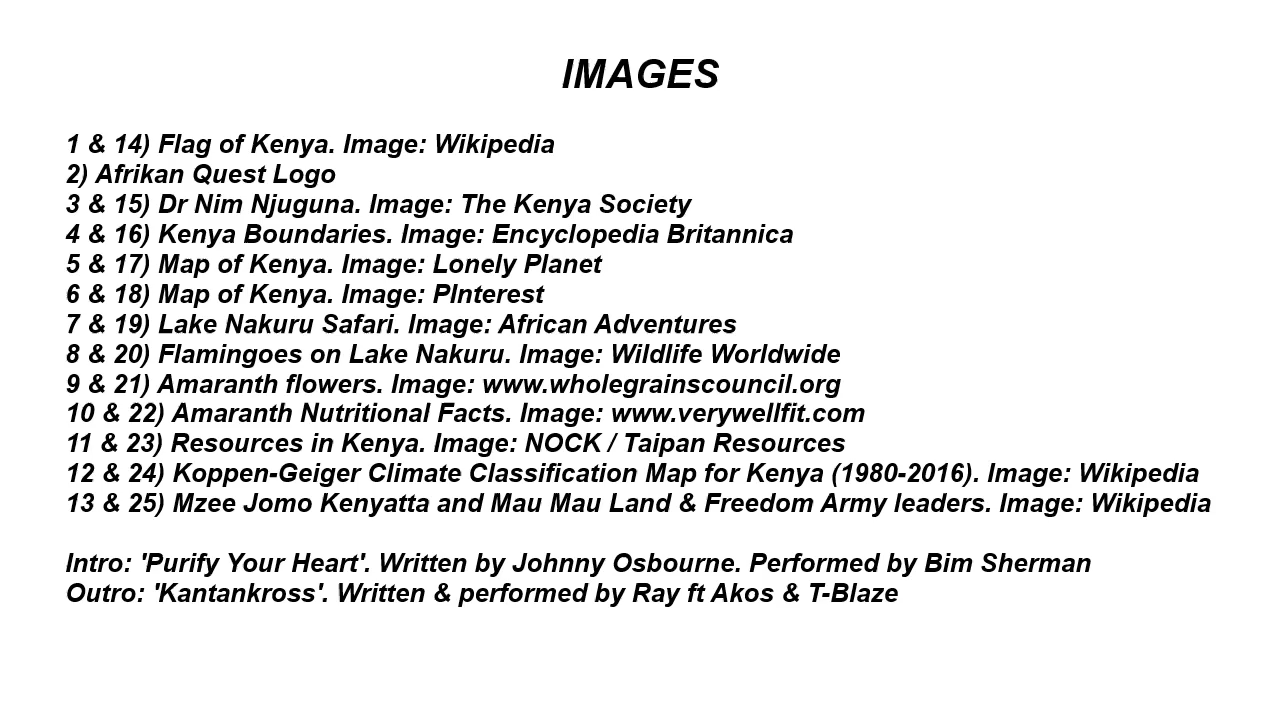 IMAGES
1 & 14) Flag of Kenya. Image: Wikipedia
2) Afrikan Quest Logo
3 & 15) Dr Nim Njuguna. Image: The Kenya Society
4 & 16) Kenya Boundaries. Image: Encyclopedia Britannica
5 & 17) Map of Kenya. Image: Lonely Planet
6 & 18) Map of Kenya. Image: PInterest
7 & 19) Lake Nakuru Safari. Image: African Adventures
8 & 20) Flamingoes on Lake Nakuru. Image: Wildlife Worldwide
9 & 21) Amaranth flowers. Image: www.wholegrainscouncil.org
10 & 22) Amaranth Nutritional Facts. Image: www.verywellfit.com
11 & 23) Resources in Kenya. Image: NOCK / Taipan Resources
12 & 24) Koppen-Geiger Climate Classification Map for Kenya (1980-2016). Image: Wikipedia
13 & 25) Mzee Jomo Kenyatta and Mau Mau Land & Freedom Army leaders. Image: Wikipedia
Intro: 'Purify Your Heart'. Written by Johnny Osbourne. Performed by Bim Sherman
Outro: 'Kantankross'. Written & performed by Ray ft Akos & T-Blaze